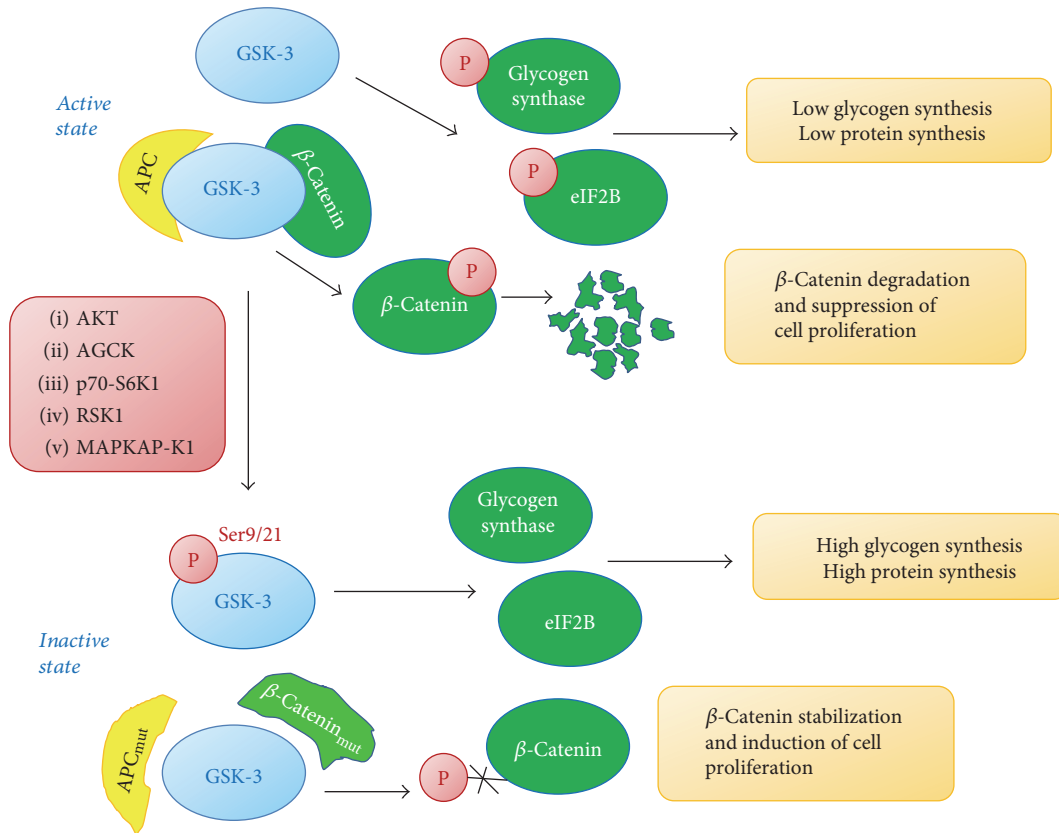 GSK-3
Active
state
APC
GSK-3
β-Catenin
P
Glycogen
synthase
P
eIF2B
Low glycogen synthesis
Low protein synthesis
P
β-Catenin
β-Catenin degradation
and suppression of
cell proliferation
(i) AKT
(ii) AGCK
(iii) p70-S6K1
(iv) RSK1
(v) MAPKAP-K1
Ser9/21
P
GSK-3
Glycogen
synthase
eIF2B
High glycogen synthesis
High protein synthesis
Inactive
state
APCmut
GSK-3
β-Cateninmut
P
β-Catenin
β-Catenin stabilization
and induction of cell
proliferation